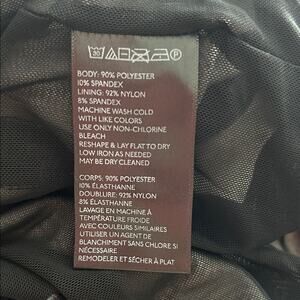 30 P
BODY: 90% POLYESTER
10% SPANDEX
LINING: 92% NYLON
8% SPANDEX
MACHINE WASH COLD
WITH LIKE COLORS
USE ONLY NON-CHLORINE
BLEACH
RESHAPE & LAY FLAT TO DRY
LOW IRON AS NEEDED
MAY BE DRY CLEANED
CORPS: 90% POLYESTER
10% ÉLASTHANNE
DOUBLURE: 92% NYLON
8% ÉLASTHANNE
LAVAGE EN MACHINE À
TEMPÉRATURE FROIDE
AVEC COULEURS SIMILAIRES
UTILISER UN AGENT DE
BLANCHIMENT SANS CHLORE SI
NÉCESSAIRE
REMODELER ET SÉCHER À PLAT